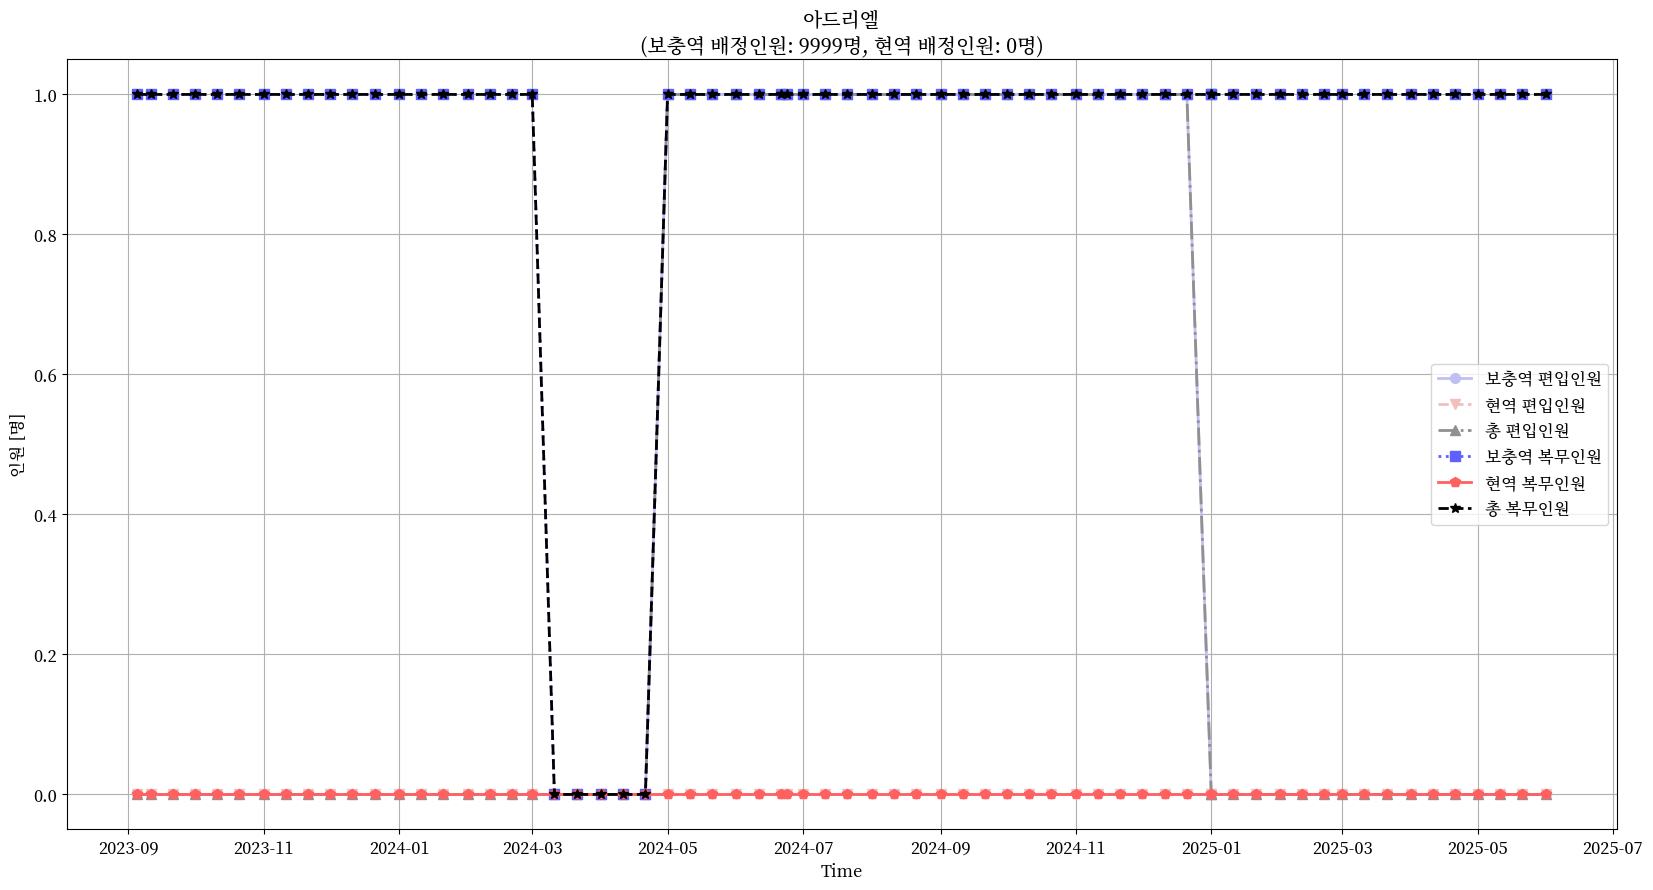 아드리엘
(보충역 배정인원: 9999명, 현역 배정인원: 0명)
인원 [명]
1.0
0.8
0.6
0.4
0.2
0.0
보충역 편입인원
현역 편입인원
총 편입인원
보충역 복무인원
현역 복무인원
총 복무인원
2023-09 2023-11 2024-01 2024-03 2024-05 2024-07 2024-09 2024-11 2025-01 2025-03 2025-05 2025-07
Time